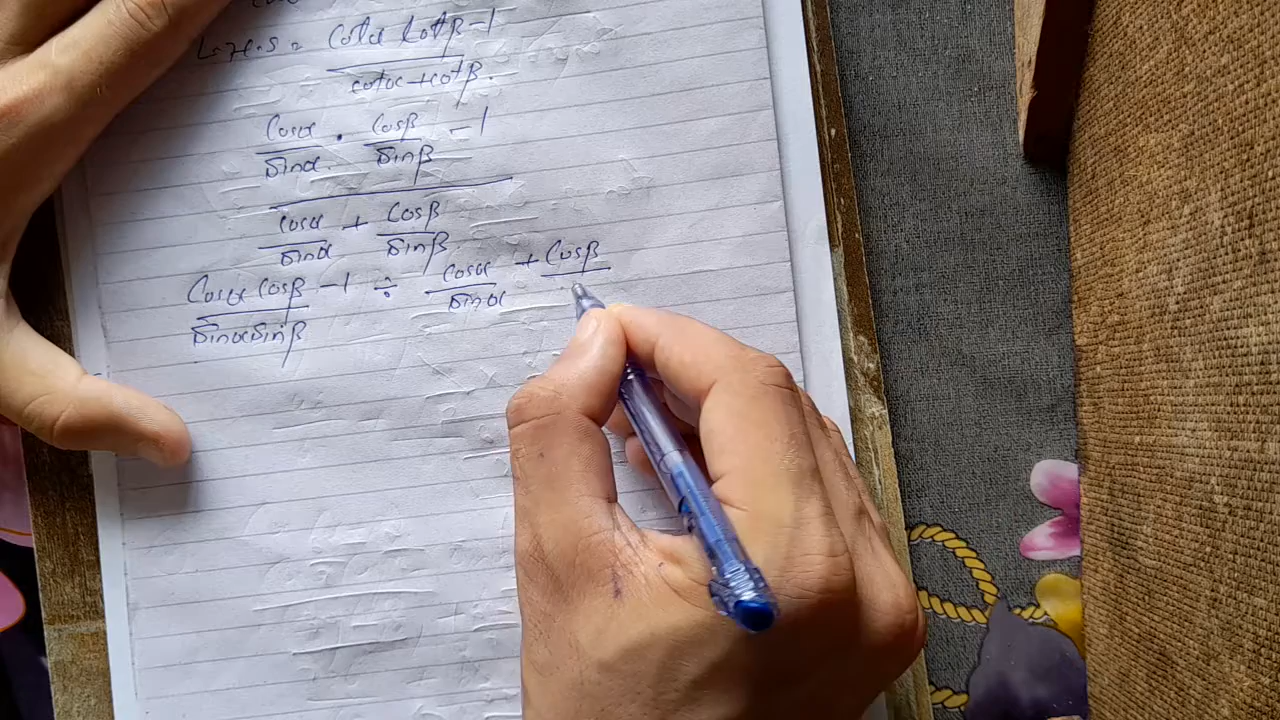 L.H.S = cotα cotβ - 1
cotα + cotβ.
cosα . cosβ - 1
sinα. sinβ
cosα + cosβ
sinα sinβ.
cosα cosβ - 1 ÷ cosα + cosβ
sinα sinβ sinα